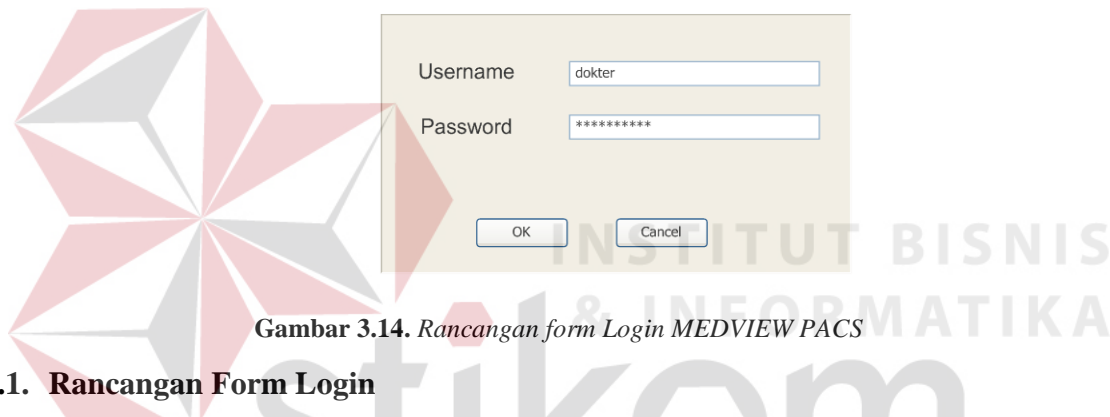 Username dokter
Password **********
OK Cancel
INSTITUT BISNIS
& INFORMATIKA
Gambar 3.14. Rancangan form Login MEDVIEW PACS
.1. Rancangan Form Login
stikom